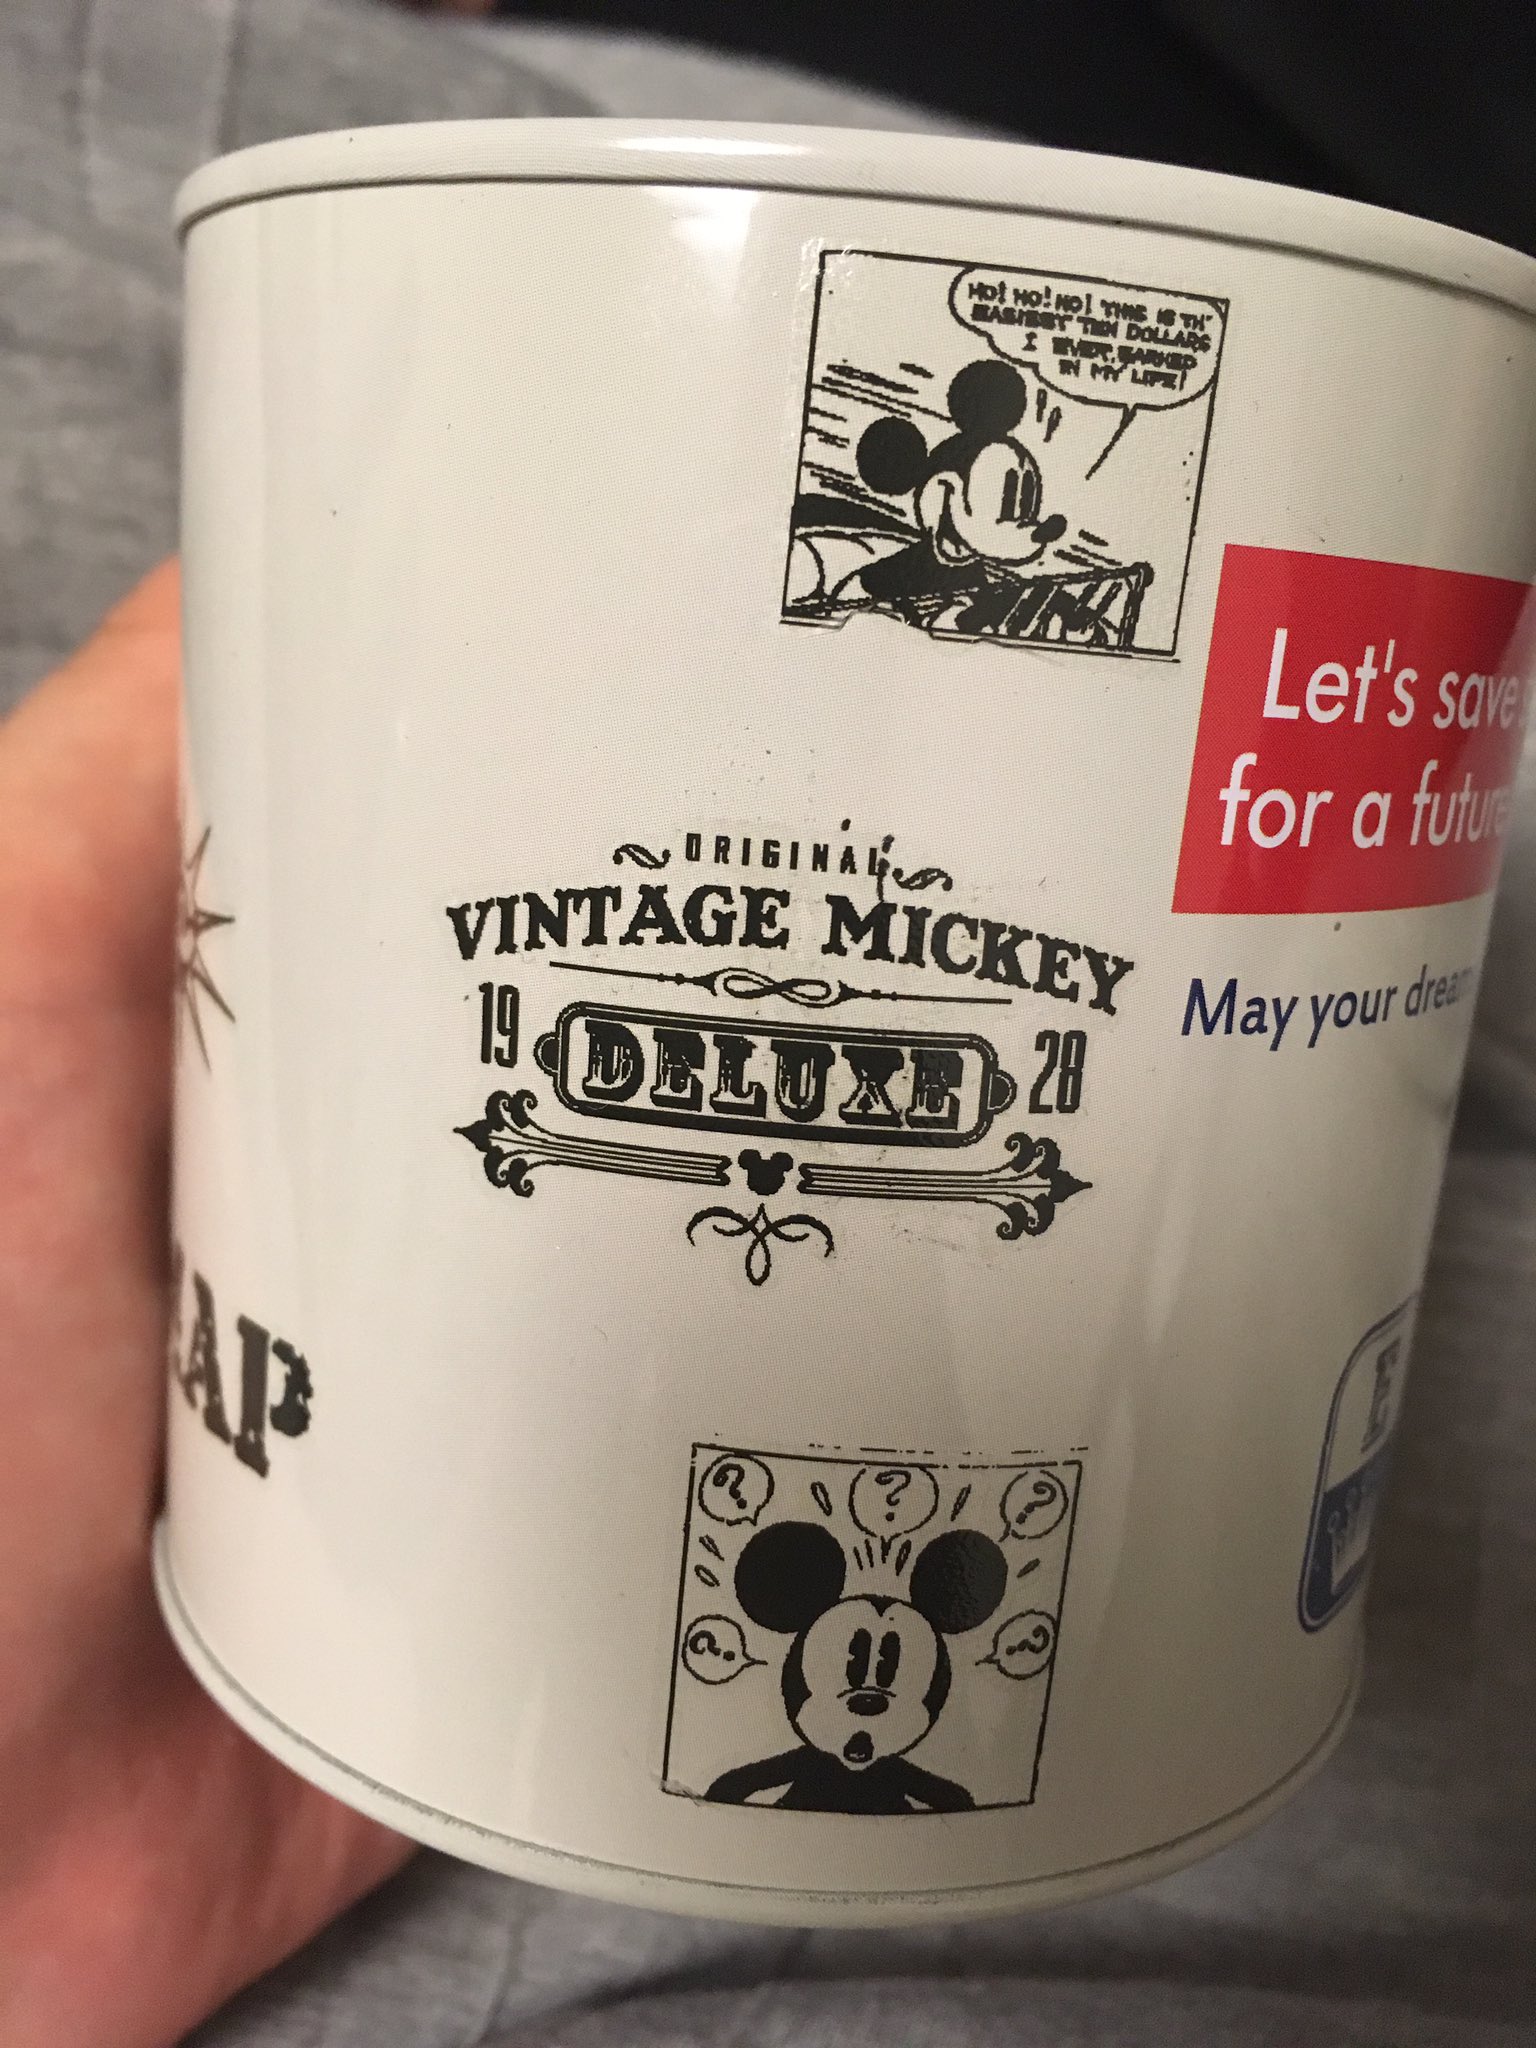 HO! HO! HO! THIS IS TH'
EASIEST TEN DOLLARS
I EVER EARNED
IN MY LIFE!
Let's save
for a future
May your dream
ORIGINAL
VINTAGE MICKEY
19 DELUXE 28
AP
? ? ?
? ?